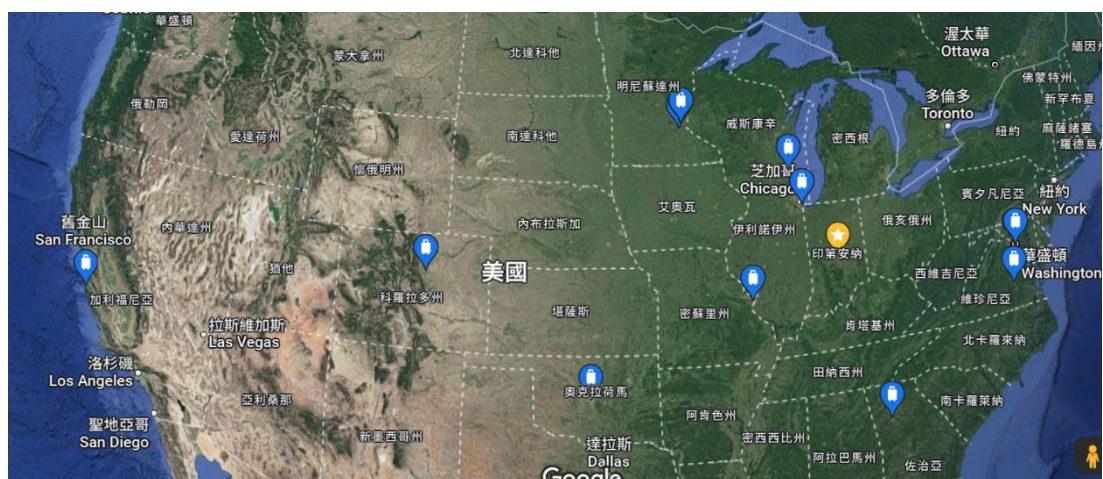 華盛頓
蒙大拿州
北達科他
渥太華
Ottawa
緬因州
俄勒岡
明尼蘇達州
佛蒙特州
多倫多
Toronto
新罕布夏
愛達荷州
南達科他
威斯康辛
密西根
紐約
麻薩諸塞
羅德島州
懷俄明州
芝加哥
Chicago
賓夕凡尼亞
紐約
New York
舊金山
San Francisco
內華達州
內布拉斯加
艾奧瓦
伊利諾伊州
俄亥俄州
印第安納
猶他
美國
華盛頓
Washington
西維吉尼亞
加利福尼亞
科羅拉多州
堪薩斯
密蘇里州
維珍尼亞
拉斯維加斯
Las Vegas
肯塔基州
北卡羅來納
洛杉磯
Los Angeles
田納西州
奧克拉荷馬
亞利桑那
阿肯色州
南卡羅萊納
聖地亞哥
San Diego
新墨西哥州
達拉斯
Dallas
密西西比州
阿拉巴馬州
佐治亞
Google